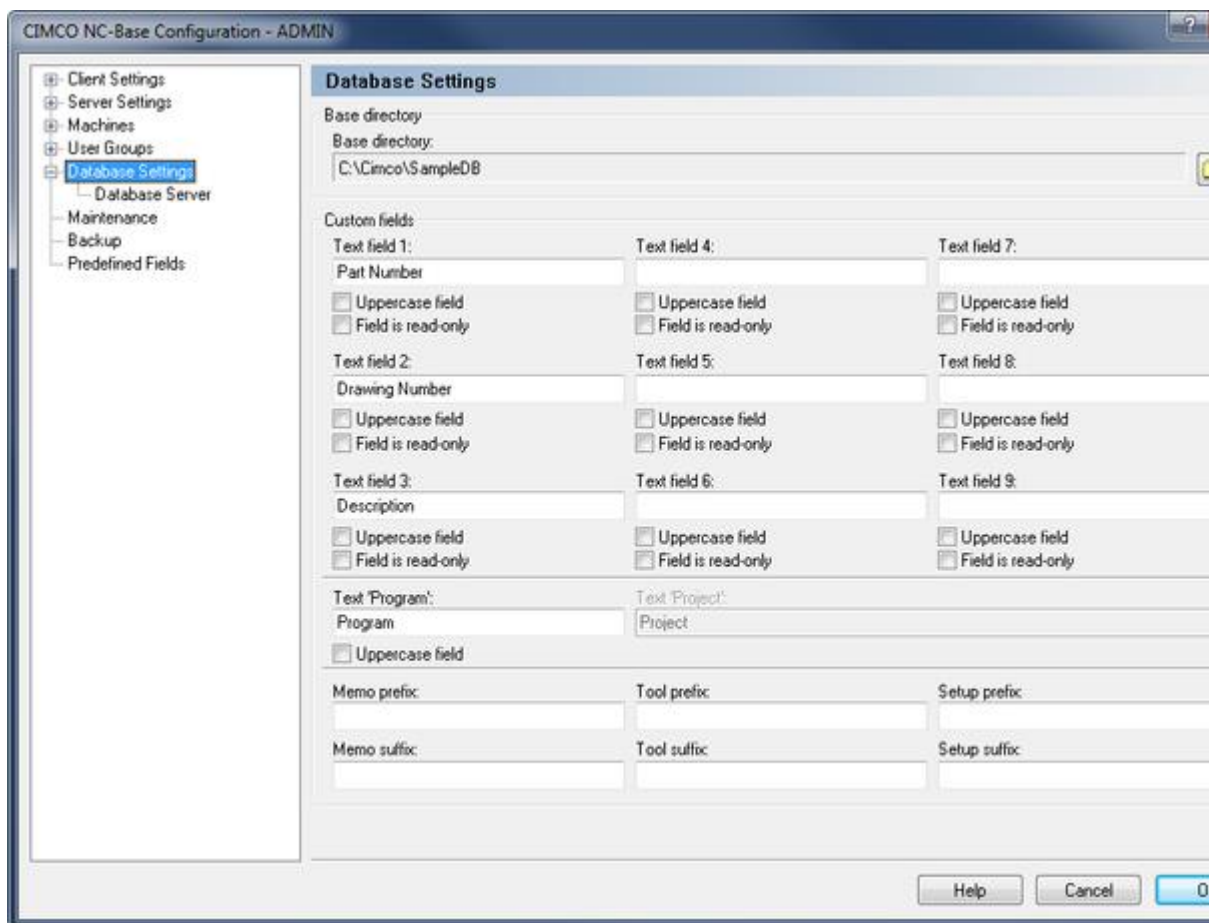 CIMCO NC-Base Configuration - ADMIN
?
Client Settings
Server Settings
Machines
User Groups
Database Settings
Database Server
Maintenance
Backup
Predefined Fields
Database Settings
Base directory
Base directory:
C:\Cimco\SampleDB
Custom fields
Text field 1: Text field 4: Text field 7:
Part Number
Uppercase field Uppercase field Uppercase field
Field is read-only Field is read-only Field is read-only
Text field 2: Text field 5: Text field 8:
Drawing Number
Uppercase field Uppercase field Uppercase field
Field is read-only Field is read-only Field is read-only
Text field 3: Text field 6: Text field 9:
Description
Uppercase field Uppercase field Uppercase field
Field is read-only Field is read-only Field is read-only
Text 'Program': Text 'Project':
Program Project
Uppercase field
Memo prefix: Tool prefix: Setup prefix:
Memo suffix: Tool suffix: Setup suffix:
Help Cancel